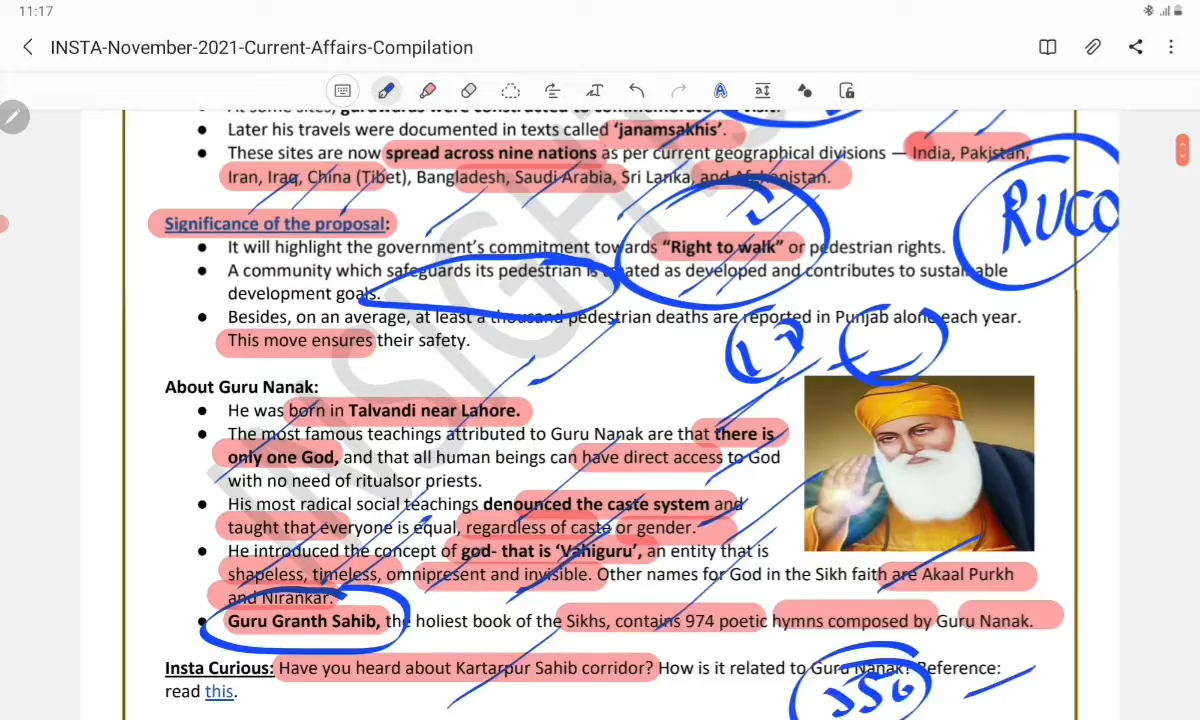 11:17
INSTA-November-2021-Current-Affairs-Compilation
• At some sites, gurdwaras were constructed to commemorate
• Later his travels were documented in texts called ‘janamsakhis’.
• These sites are now spread across nine nations as per current geographical divisions — India, Pakistan,
Iran, Iraq, China (Tibet), Bangladesh, Saudi Arabia, Sri Lanka, and Afghanistan.
RUCO
Significance of the proposal:
• It will highlight the government’s commitment towards “Right to walk” or pedestrian rights.
• A community which safeguards its pedestrian is treated as developed and contributes to sustainable
development goals.
• Besides, on an average, at least a thousand pedestrian deaths are reported in Punjab alone each year.
This move ensures their safety.
About Guru Nanak:
• He was born in Talvandi near Lahore.
• The most famous teachings attributed to Guru Nanak are that there is
only one God, and that all human beings can have direct access to God
with no need of ritualsor priests.
• His most radical social teachings denounced the caste system and
taught that everyone is equal, regardless of caste or gender.
• He introduced the concept of god- that is ‘Vahiguru’, an entity that is
shapeless, timeless, omnipresent and invisible. Other names for God in the Sikh faith are Akaal Purkh
and Nirankar.
• Guru Granth Sahib, the holiest book of the Sikhs, contains 974 poetic hymns composed by Guru Nanak.
Insta Curious: Have you heard about Kartarpur Sahib corridor? How is it related to Guru Nanak? Reference:
read this.
INSIGHTS